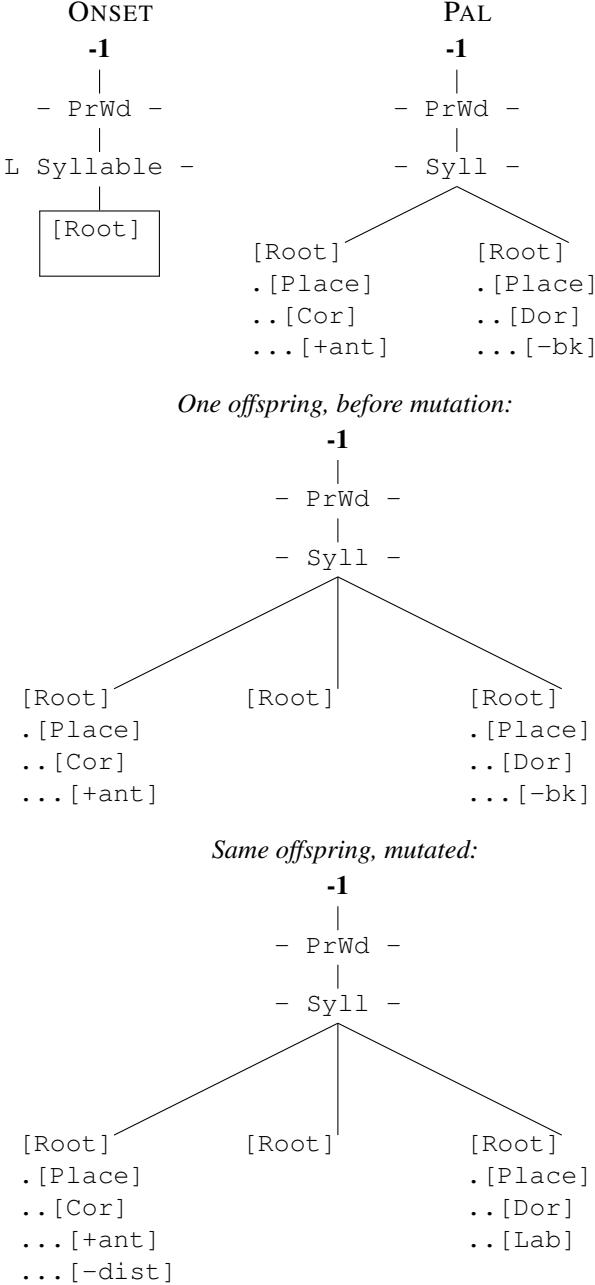 ONSET PAL
-1 -1
- PrWd - - PrWd -
L Syllable - - Syll -
[Root]
[Root] [Root]
.[Place] .[Place]
..[Cor] ..[Dor]
...[+ant] ...[-bk]
One offspring, before mutation:
-1
- PrWd -
- Syll -
[Root] [Root] [Root]
.[Place] .[Place]
..[Cor] ..[Dor]
...[+ant] ...[-bk]
Same offspring, mutated:
-1
- PrWd -
- Syll -
[Root] [Root] [Root]
.[Place] .[Place]
..[Cor] ..[Dor]
...[+ant] ..[Lab]
...[-dist]